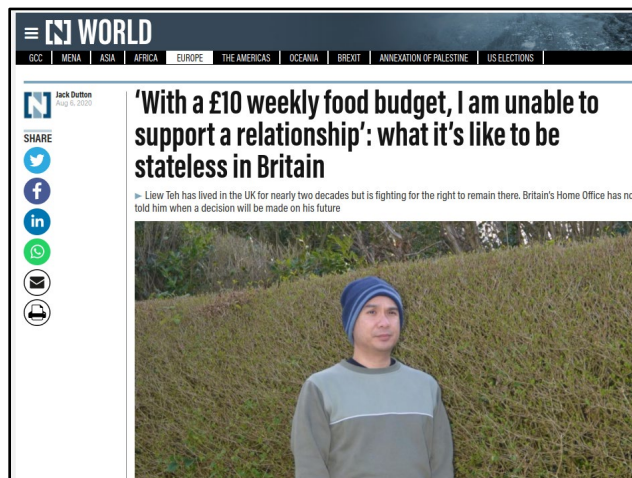 [N] WORLD
GCC MENA ASIA AFRICA EUROPE THE AMERICAS OCEANIA BREXIT ANNEXATION OF PALESTINE US ELECTIONS
Jack Dutton
Aug 6, 2020
SHARE
‘With a £10 weekly food budget, I am unable to
support a relationship’: what it’s like to be
stateless in Britain
► Liew Teh has lived in the UK for nearly two decades but is fighting for the right to remain there. Britain's Home Office has
told him when a decision will be made on his future